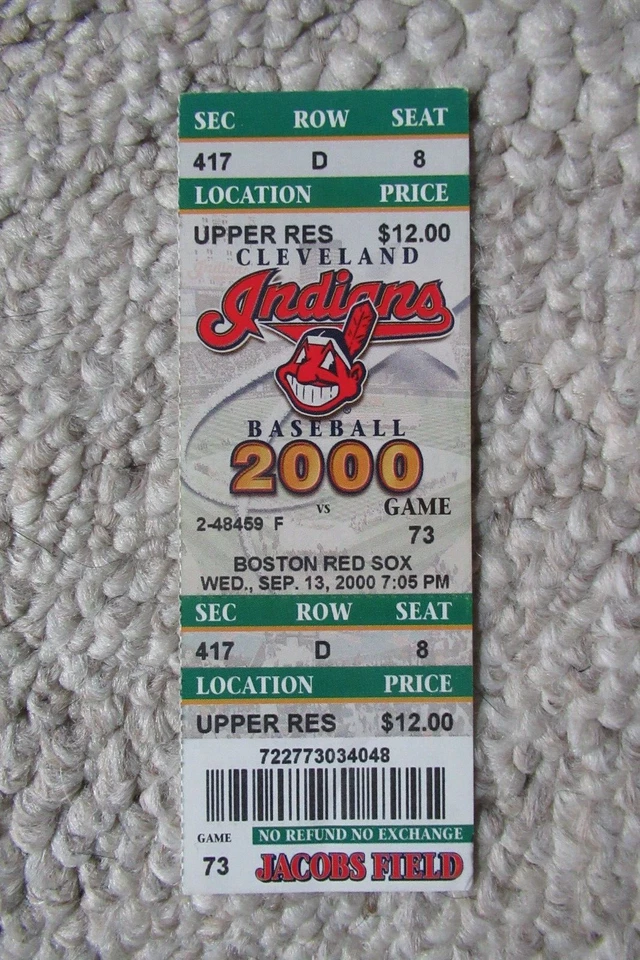 SEC ROW SEAT
417 D 8
LOCATION PRICE
UPPER RES $12.00
CLEVELAND
Indians
BASEBALL
2000
VS GAME
2-48459 F 73
BOSTON RED SOX
WED., SEP. 13, 2000 7:05 PM
SEC ROW SEAT
417 D 8
LOCATION PRICE
UPPER RES $12.00
722773034048
GAME NO REFUND NO EXCHANGE
73 JACOBS FIELD